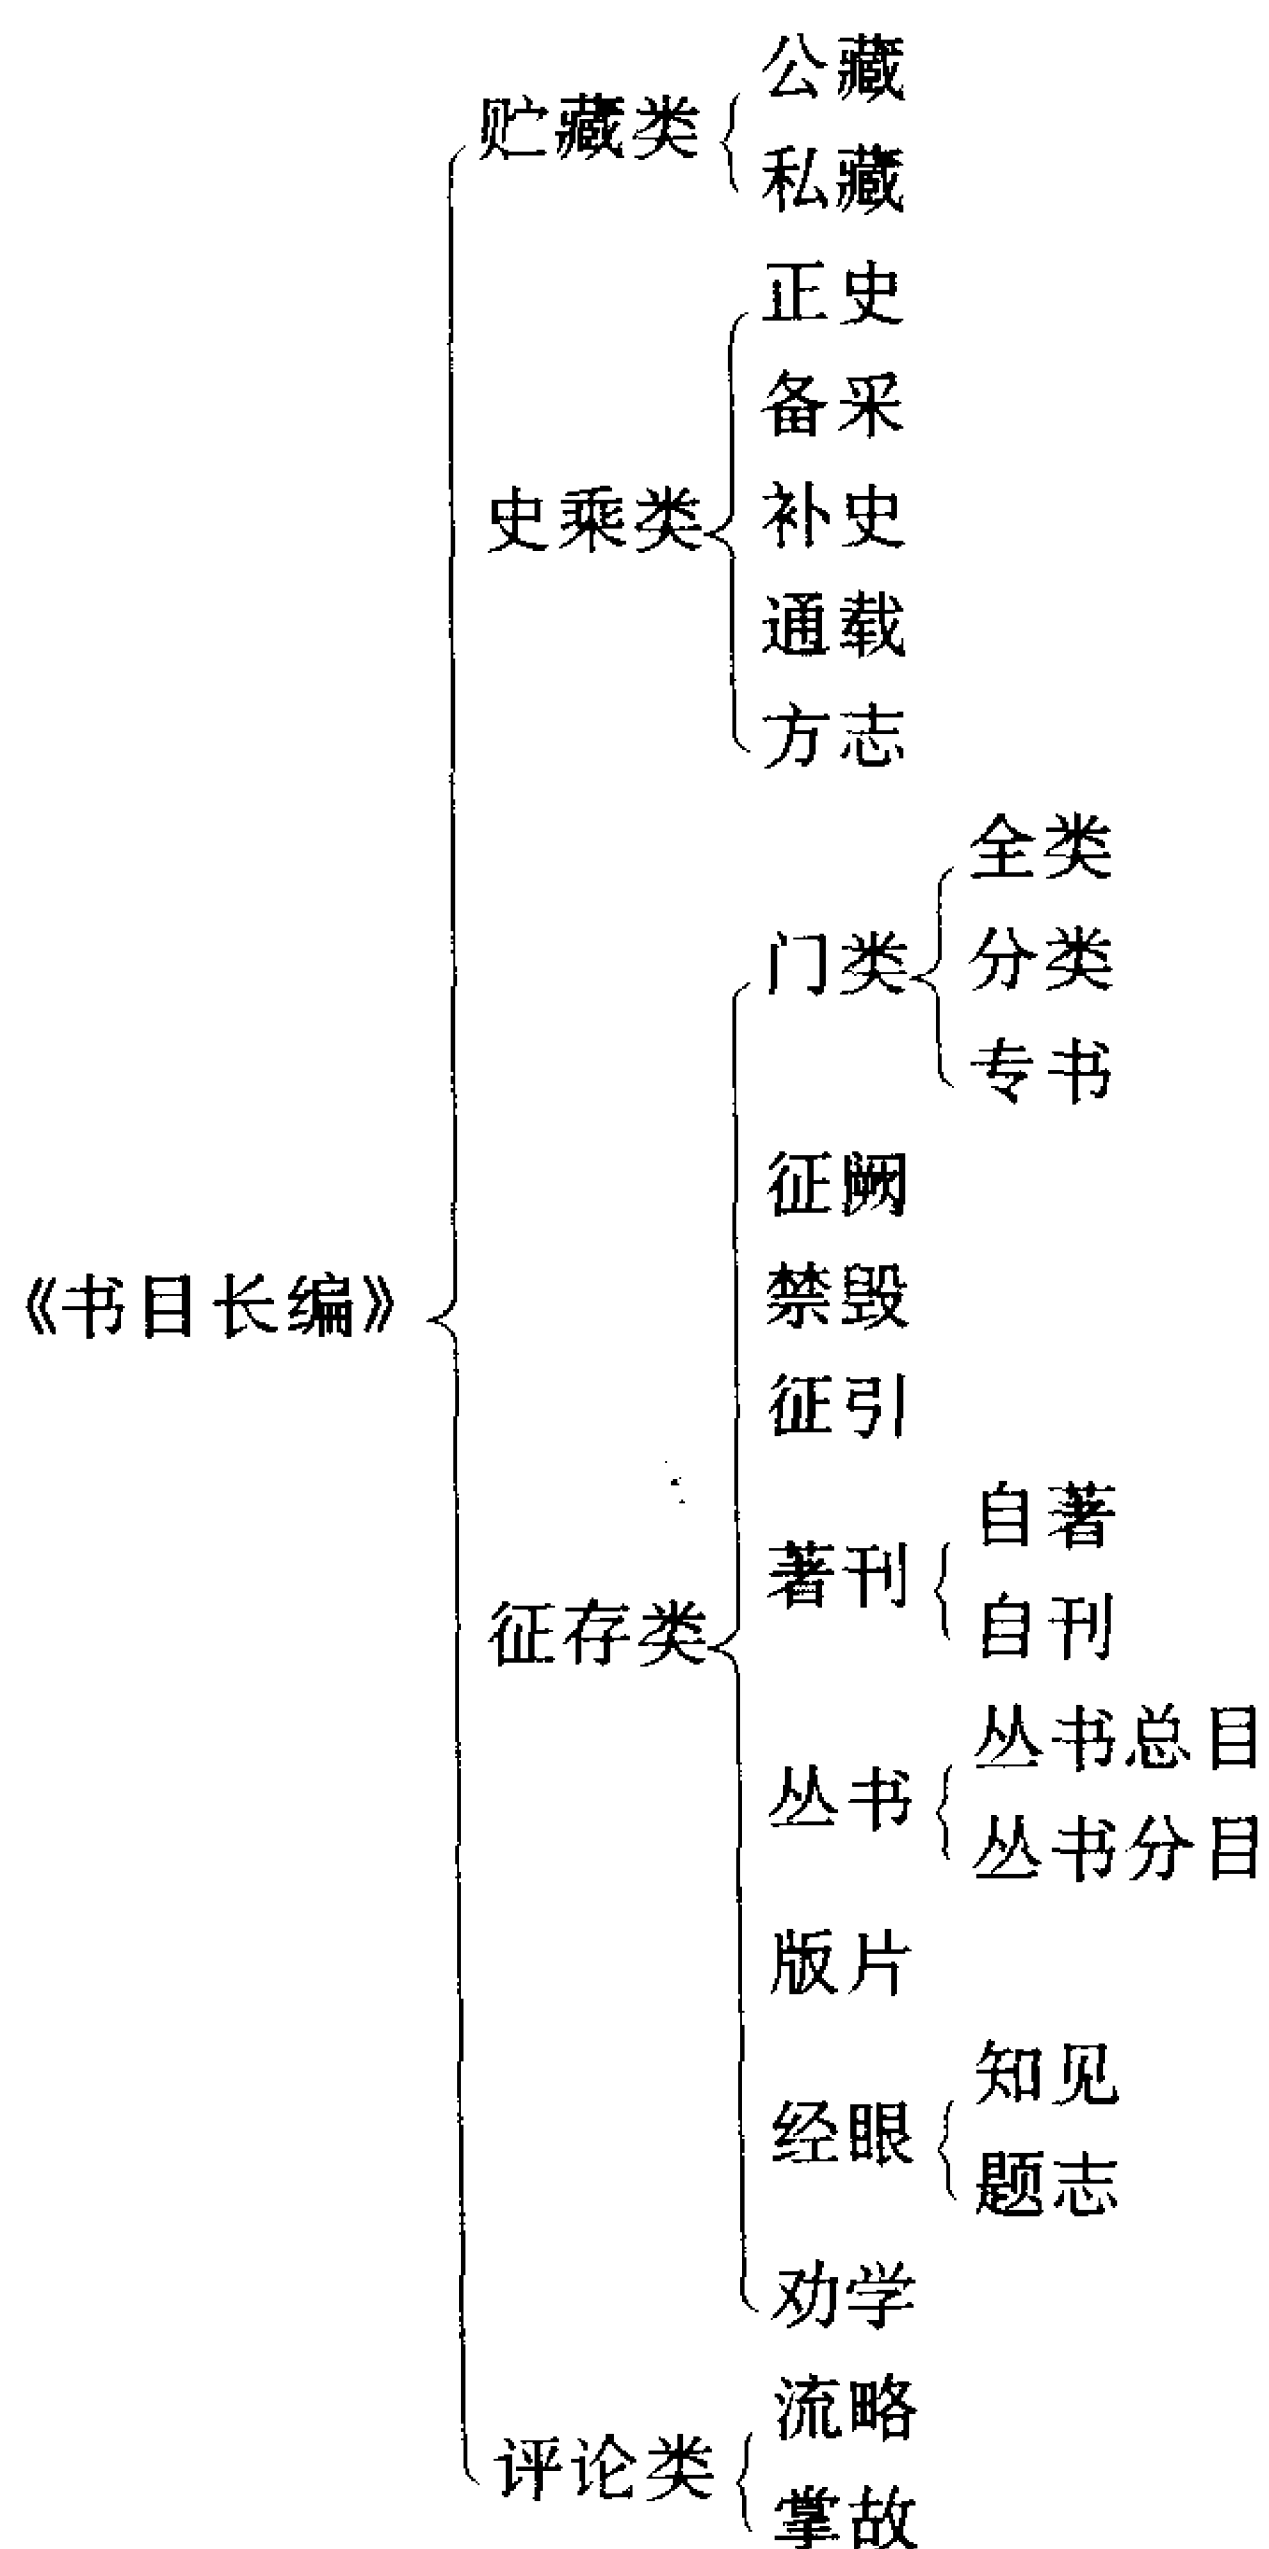 公藏
贮藏类
私藏
正史
备采
补史
史乘类
通载
方志
全类
门类
分类
专书
征阙
禁毁
《书目长编》
征引
自著
著刊
自刊
征存类
丛书总目
丛书
丛书分目
版片
知见
经眼
题志
劝学
流略
评论类
掌故